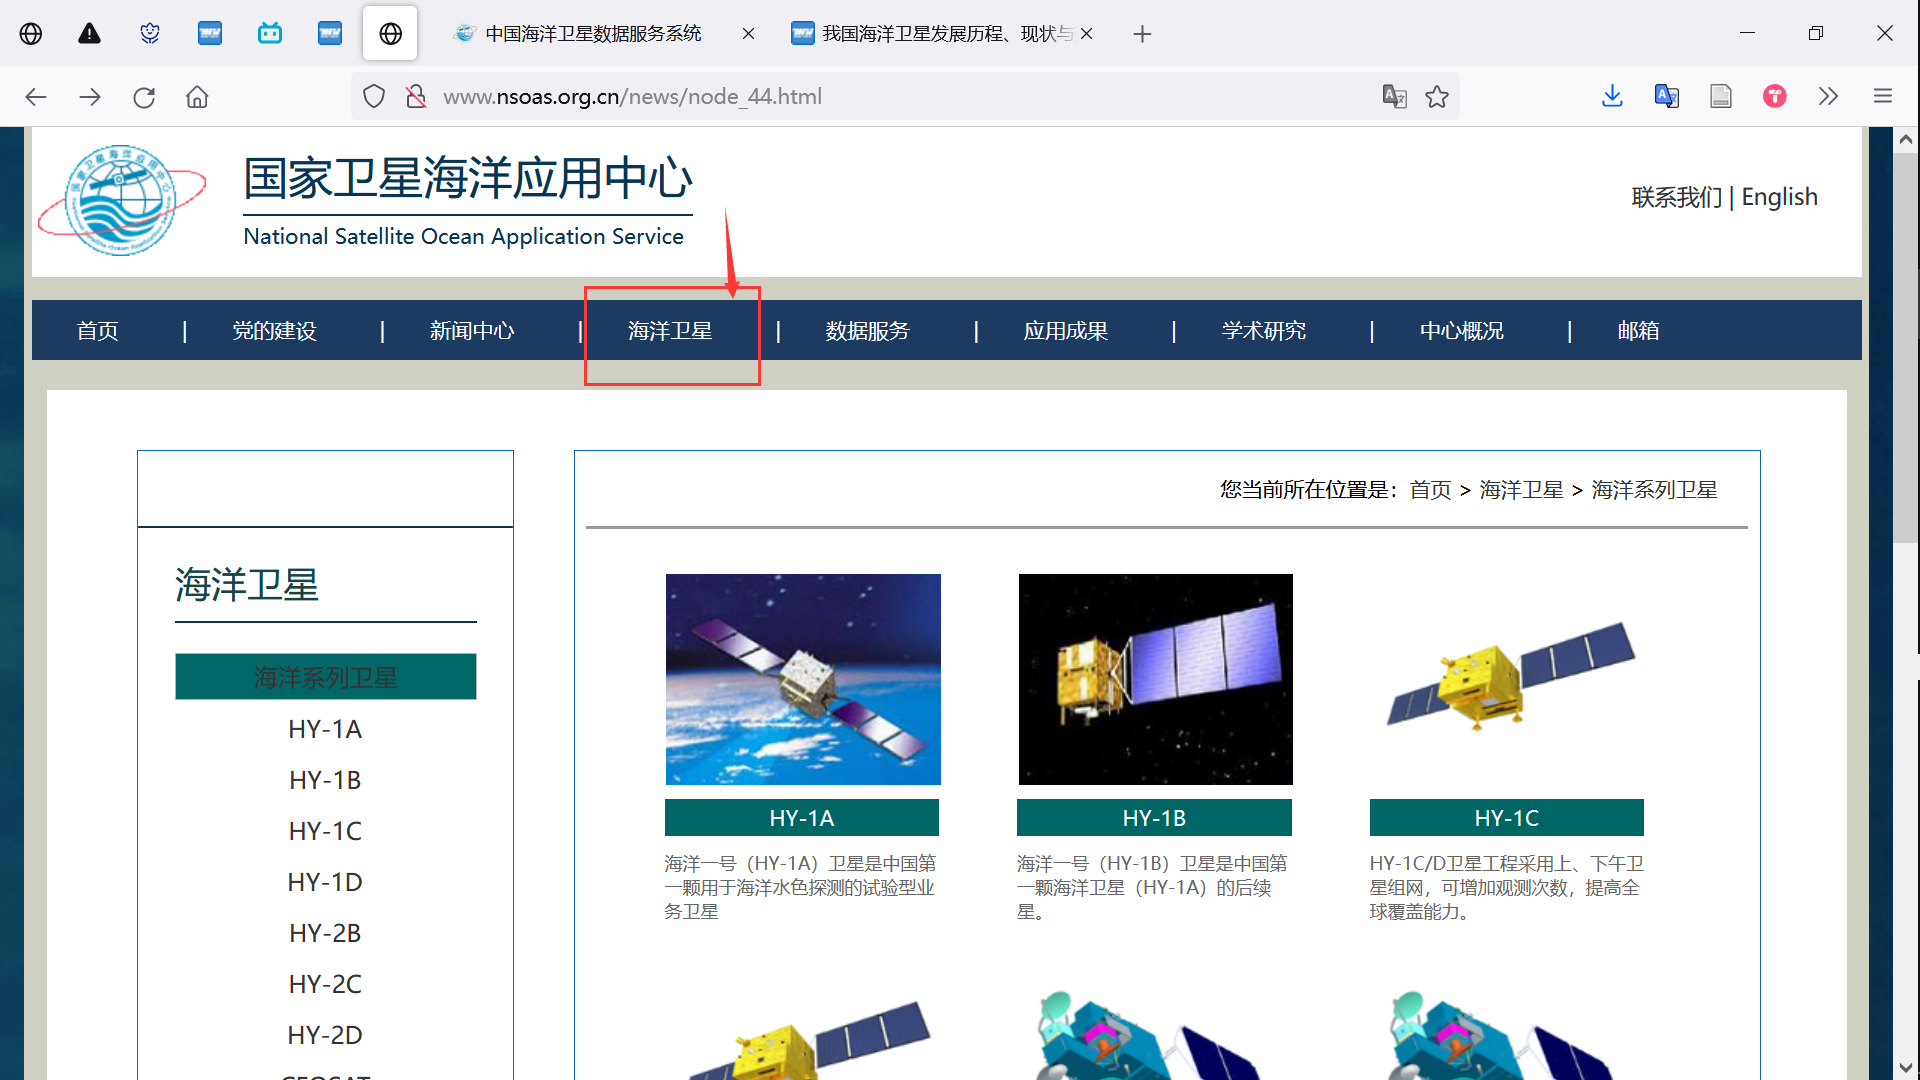 中国海洋卫星数据服务系统
我国海洋卫星发展历程、现状与
www.nsoas.org.cn/news/node_44.html
国家卫星海洋应用中心
National Satellite Ocean Application Service
联系我们 | English
首页 | 党的建设 | 新闻中心 | 海洋卫星 | 数据服务 | 应用成果 | 学术研究 | 中心概况 | 邮箱
您当前所在位置是：首页 > 海洋卫星 > 海洋系列卫星
海洋卫星
海洋系列卫星
HY-1A
HY-1B
HY-1C
HY-1D
HY-2B
HY-2C
HY-2D
HY-1A
海洋一号（HY-1A）卫星是中国第
一颗用于海洋水色探测的试验型业
务卫星
HY-1B
海洋一号（HY-1B）卫星是中国第
一颗海洋卫星（HY-1A）的后续
星。
HY-1C
HY-1C/D卫星工程采用上、下午卫
星组网，可增加观测次数，提高全
球覆盖能力。